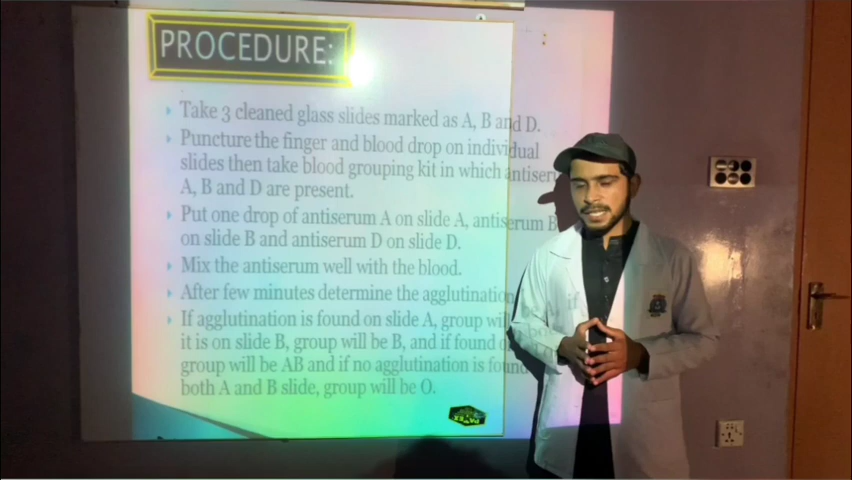 PROCEDURE:
Take 3 cleaned glass slides marked as A, B and D.
Puncture the finger and blood drop on individual
slides then take blood grouping kit in which
A, B and D are present.
Put one drop of antiserum A on slide A, antiserum B
on slide B and antiserum D on slide D.
Mix the antiserum well with the blood.
After few minutes determine the agglutination
If agglutination is found on slide A, group will
it is on slide B, group will be B, and if found
group will be AB and if no agglutination is found
both A and B slide, group will be O.